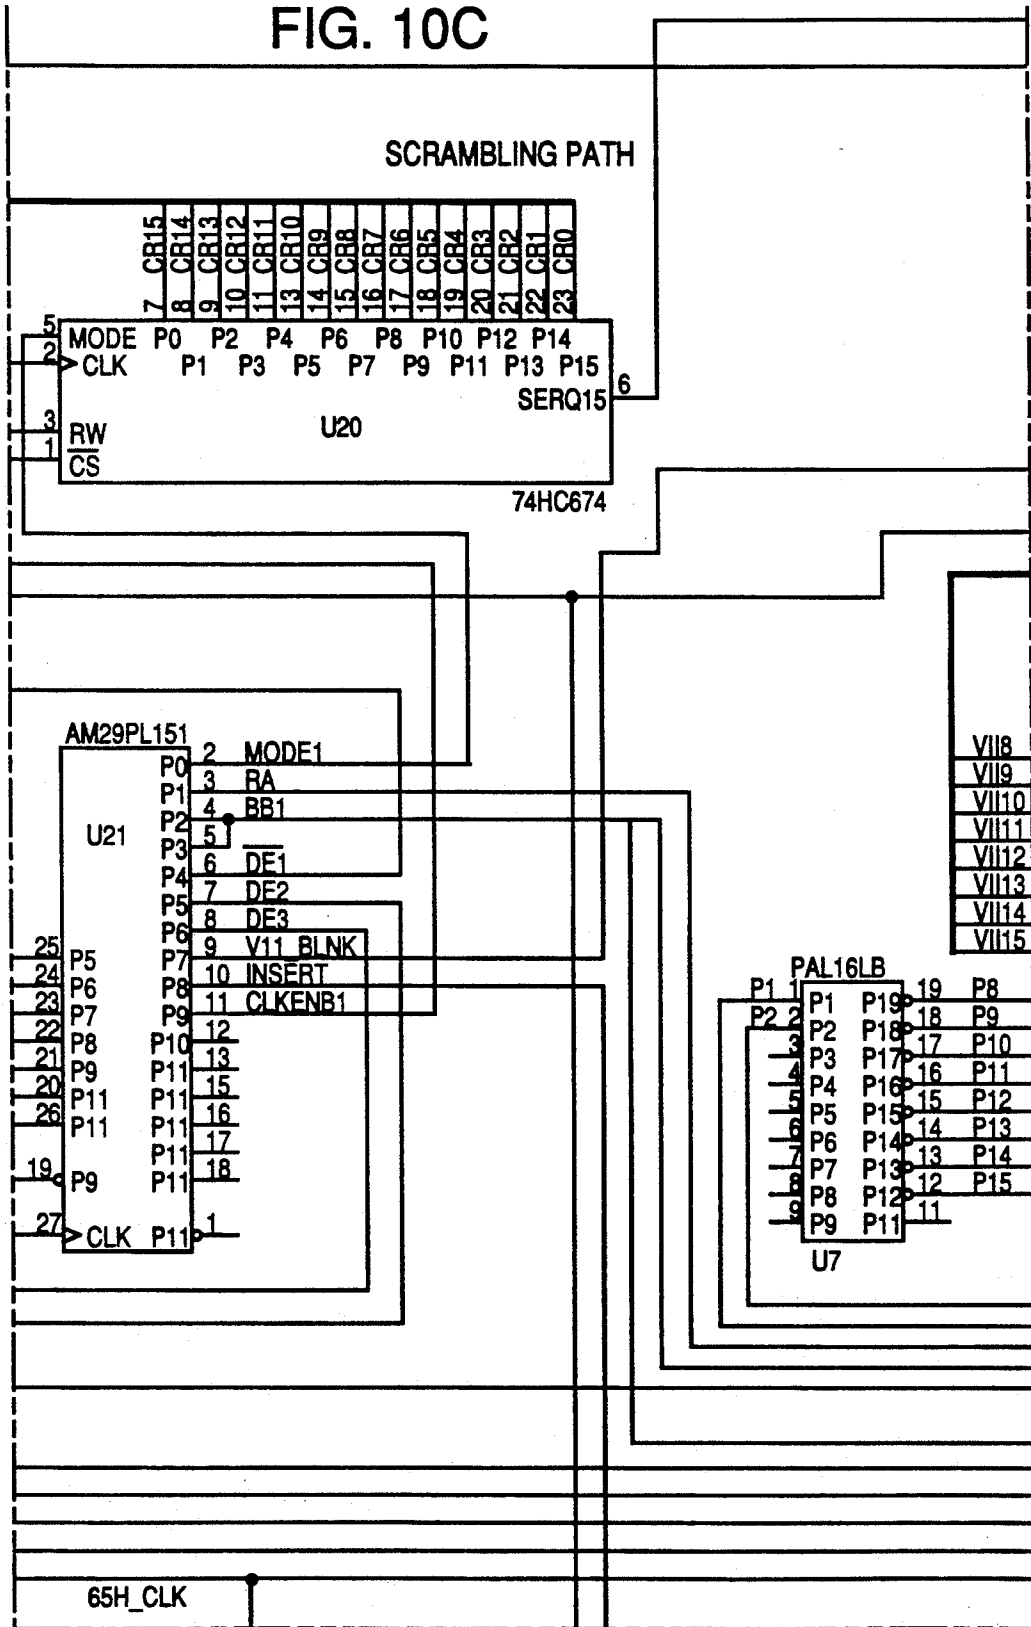 FIG. 10C
SCRAMBLING PATH
CR15 CR14 CR13 CR12 CR11 CR10 CR9 CR8 CR7 CR6 CR5 CR4 CR3 CR2 CR1 CR0
7 8 9 10 11 13 14 15 16 17 18 19 20 21 22 23
5 MODE P0 P2 P4 P6 P8 P10 P12 P14
2 CLK P1 P3 P5 P7 P9 P11 P13 P15
SERQ15 6
U20
3 RW
1 CS
74HC674
AM29PL151
U21
P0 2 MODE1
P1 3 RA
P2 4 BB1
P3 5
P4 6 DE1
P5 7 DE2
P6 8 DE3
25 P5 P7 9 V11_BLNK
24 P6 P8 10 INSERT
23 P7 P9 11 CLKENB1
22 P8 P10 12
21 P9 P11 13
20 P11 P11 15
26 P11 P11 16
P11 17
19 P9 P11 18
27 CLK P11 1
VII8
VII9
VII10
VII11
VII12
VII13
VII14
VII15
PAL16LB
P1 1 P1 P19 19 P8
P2 2 P2 P18 18 P9
3 P3 P17 17 P10
4 P4 P16 16 P11
5 P5 P15 15 P12
6 P6 P14 14 P13
7 P7 P13 13 P14
8 P8 P12 12 P15
9 P9 P11 11
U7
65H_CLK